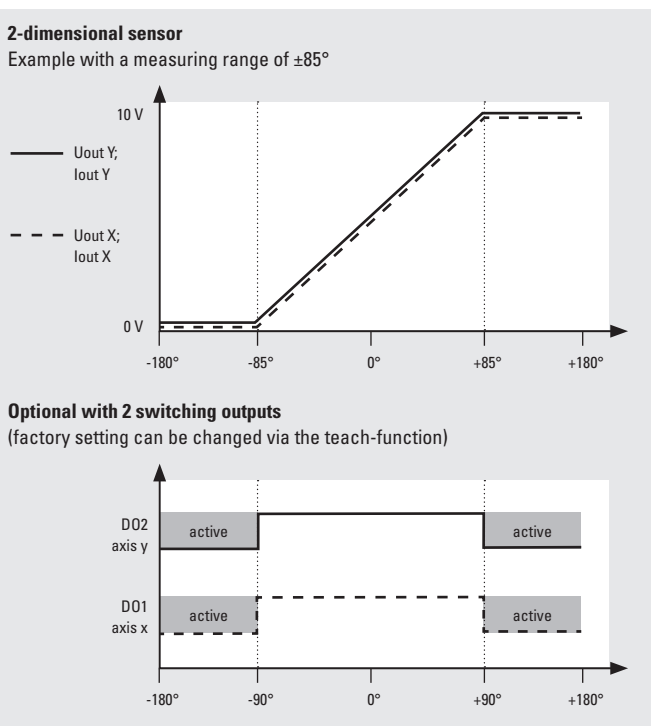 2-dimensional sensor
Example with a measuring range of ±85°
10 V
Uout Y;
Iout Y
Uout X;
Iout X
0 V
-180°
-85°
0°
+85°
+180°
Optional with 2 switching outputs
(factory setting can be changed via the teach-function)
DO2
axis y
active
active
DO1
axis x
active
active
-180°
-90°
0°
+90°
+180°